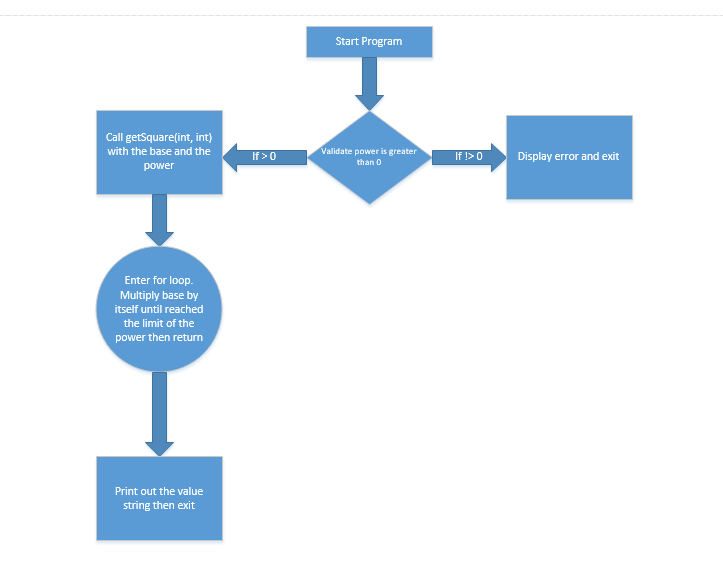 Start Program
Call getSquare(int, int)
with the base and the
power
If > 0
Validate power is greater
than 0
If !> 0
Display error and exit
Enter for loop.
Multiply base by
itself until reached
the limit of the
power then return
Print out the value
string then exit